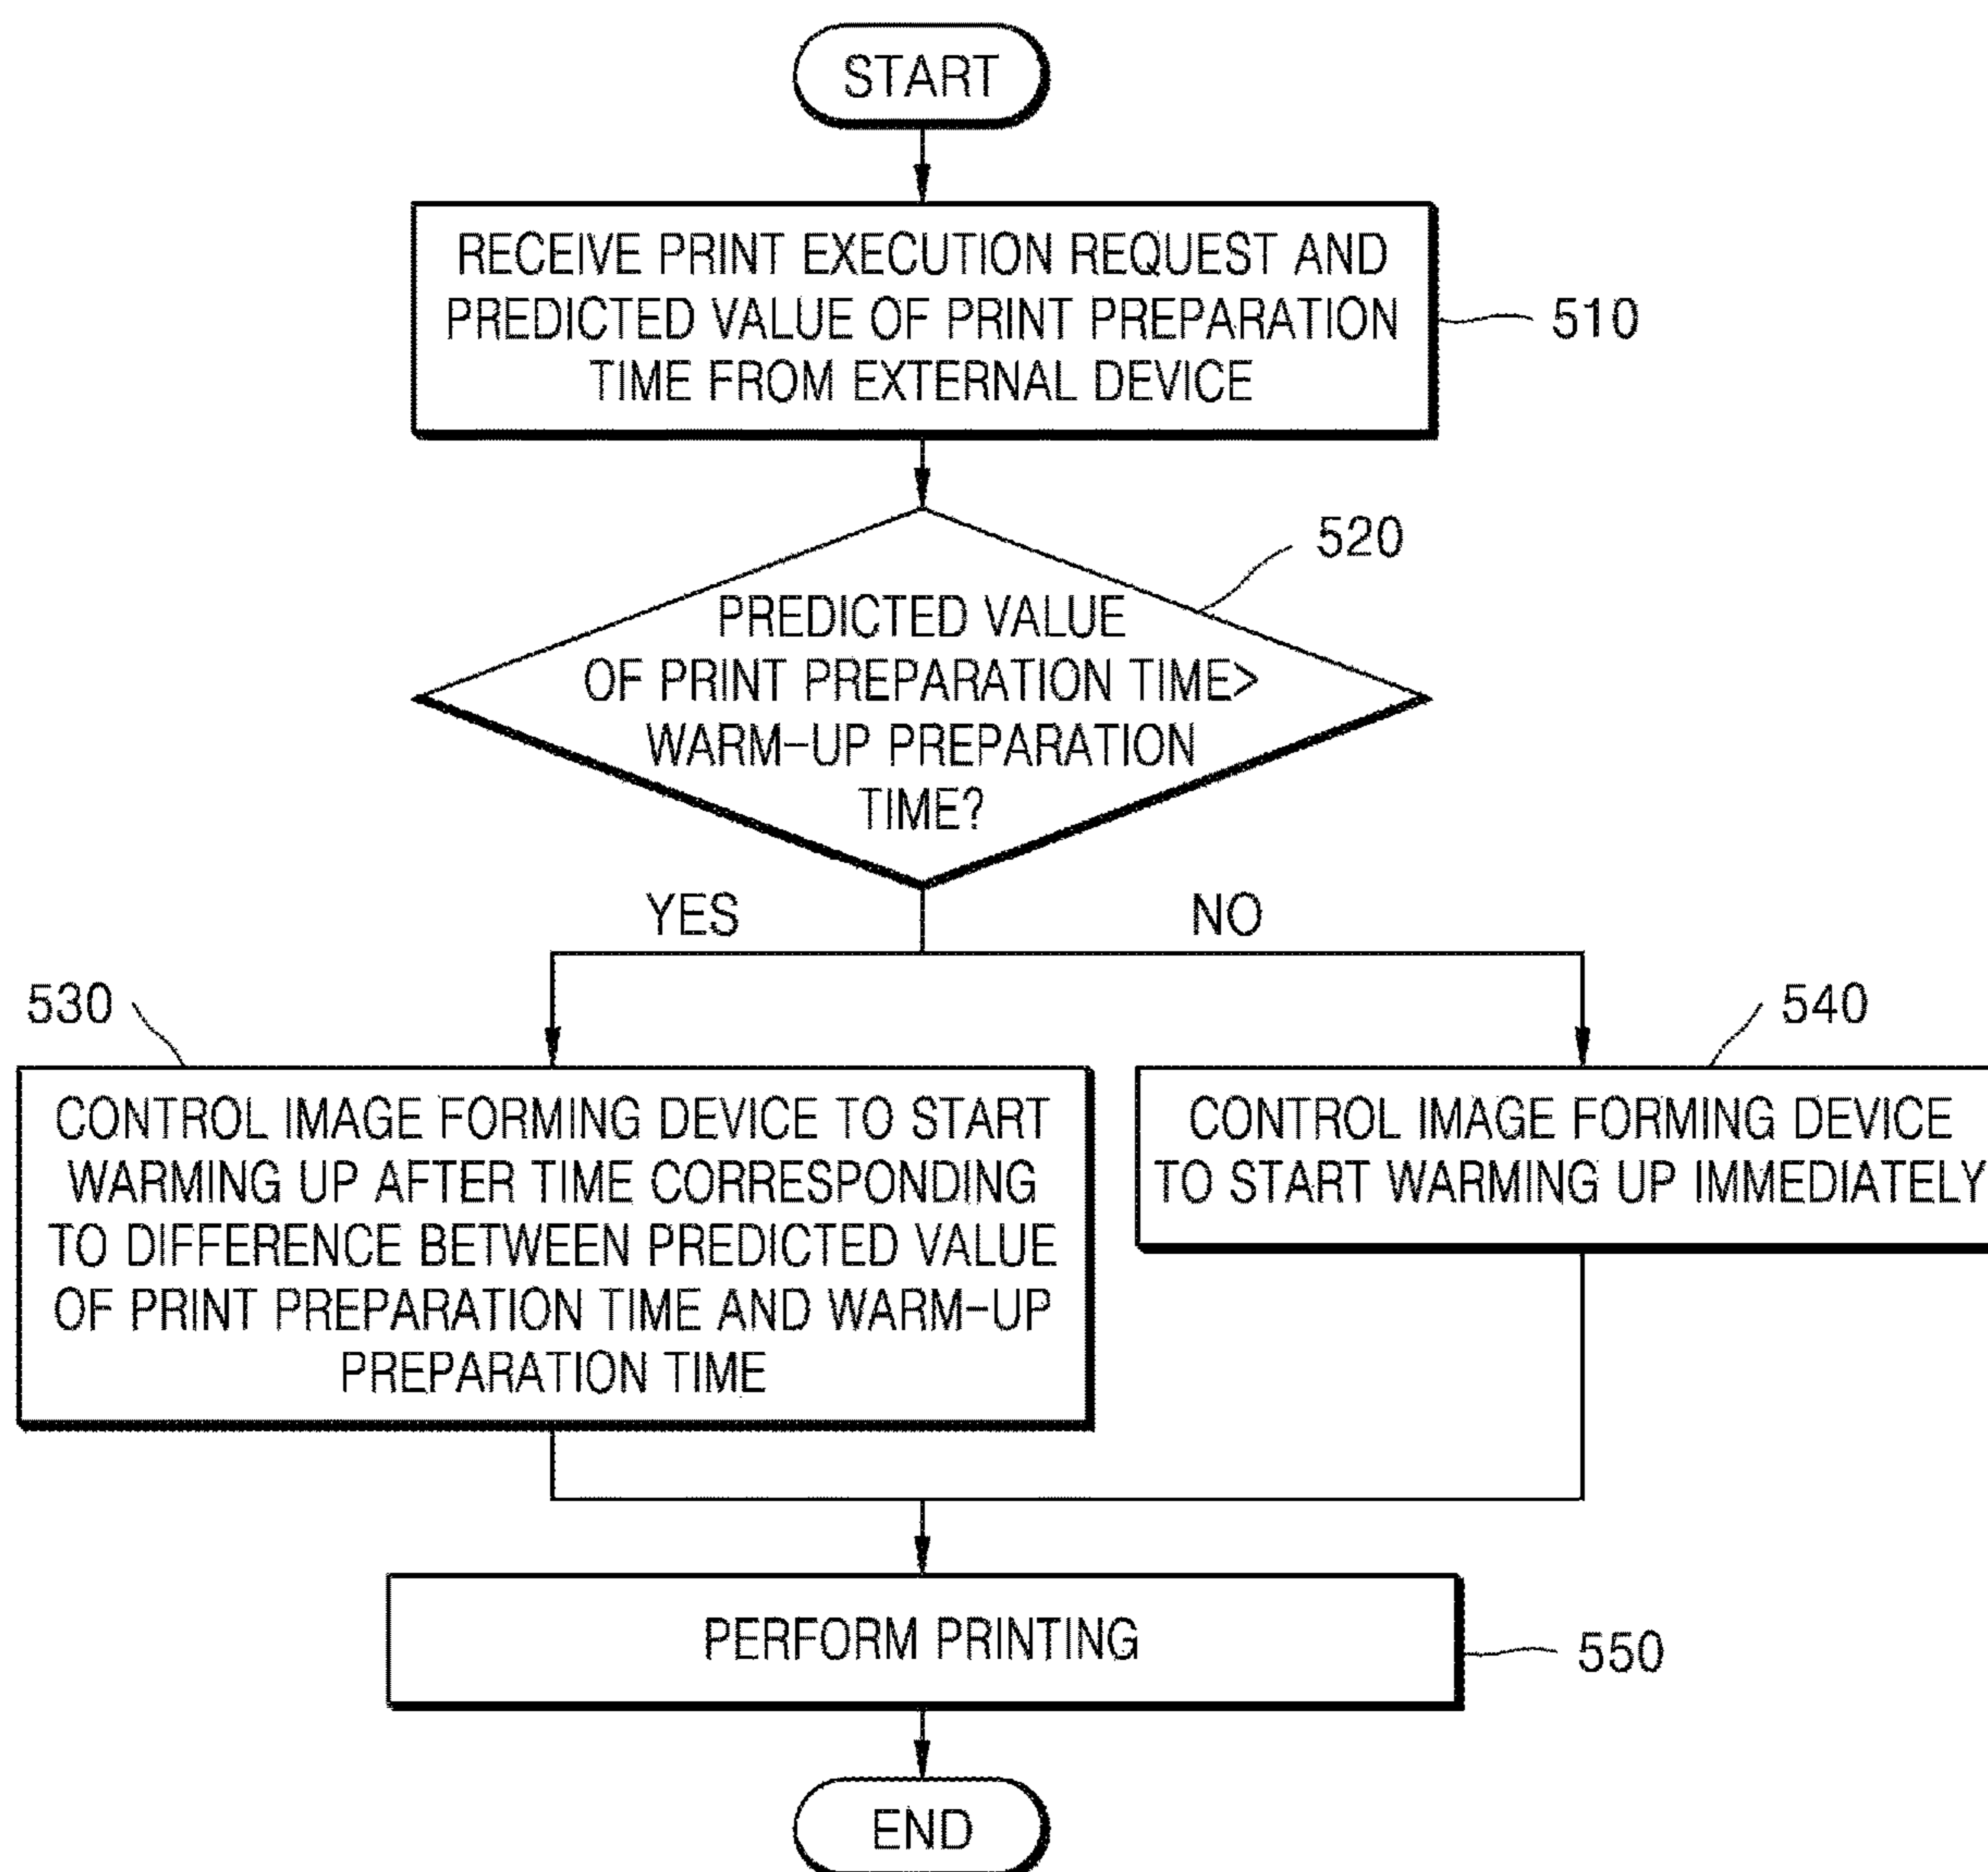 START
RECEIVE PRINT EXECUTION REQUEST AND
PREDICTED VALUE OF PRINT PREPARATION
TIME FROM EXTERNAL DEVICE
510
520
PREDICTED VALUE
OF PRINT PREPARATION TIME>
WARM-UP PREPARATION
TIME?
YES
NO
530
540
CONTROL IMAGE FORMING DEVICE TO START
WARMING UP AFTER TIME CORRESPONDING
TO DIFFERENCE BETWEEN PREDICTED VALUE
OF PRINT PREPARATION TIME AND WARM-UP
PREPARATION TIME
CONTROL IMAGE FORMING DEVICE
TO START WARMING UP IMMEDIATELY
PERFORM PRINTING
550
END